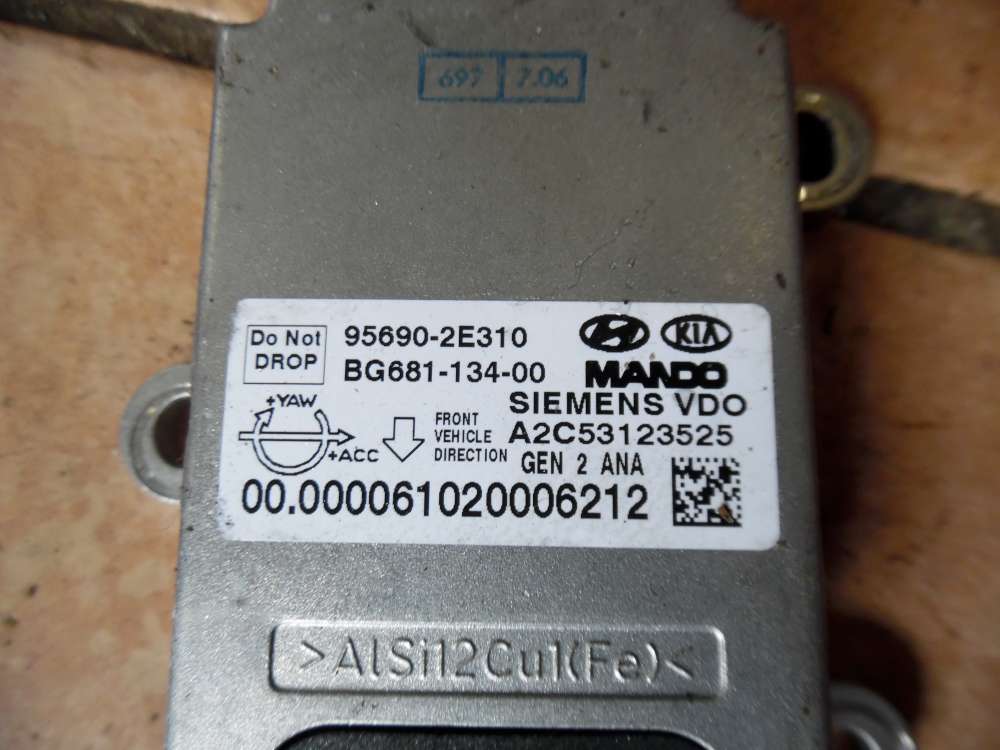 697 7.06
Do Not
DROP
95690-2E310
BG681-134-00
KIA
MANDO
SIEMENS VDO
+YAW
+ACC
FRONT
VEHICLE
DIRECTION
A2C53123525
GEN 2 ANA
00.000061020006212
>AlSi12Cu1(Fe)<